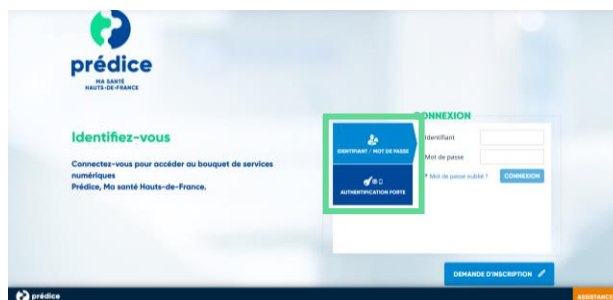 prédice
MA SANTÉ
HAUTS-DE-FRANCE
Identifiez-vous
Connectez-vous pour accéder au bouquet de services
numériques
Prédice, Ma santé Hauts-de-France.
CONNEXION
IDENTIFIANT / MOT DE PASSE
AUTHENTIFICATION FORTE
Identifiant
Mot de passe
Mot de passe oublié ?
CONNEXION
DEMANDE D'INSCRIPTION
prédice
ASSISTANCE